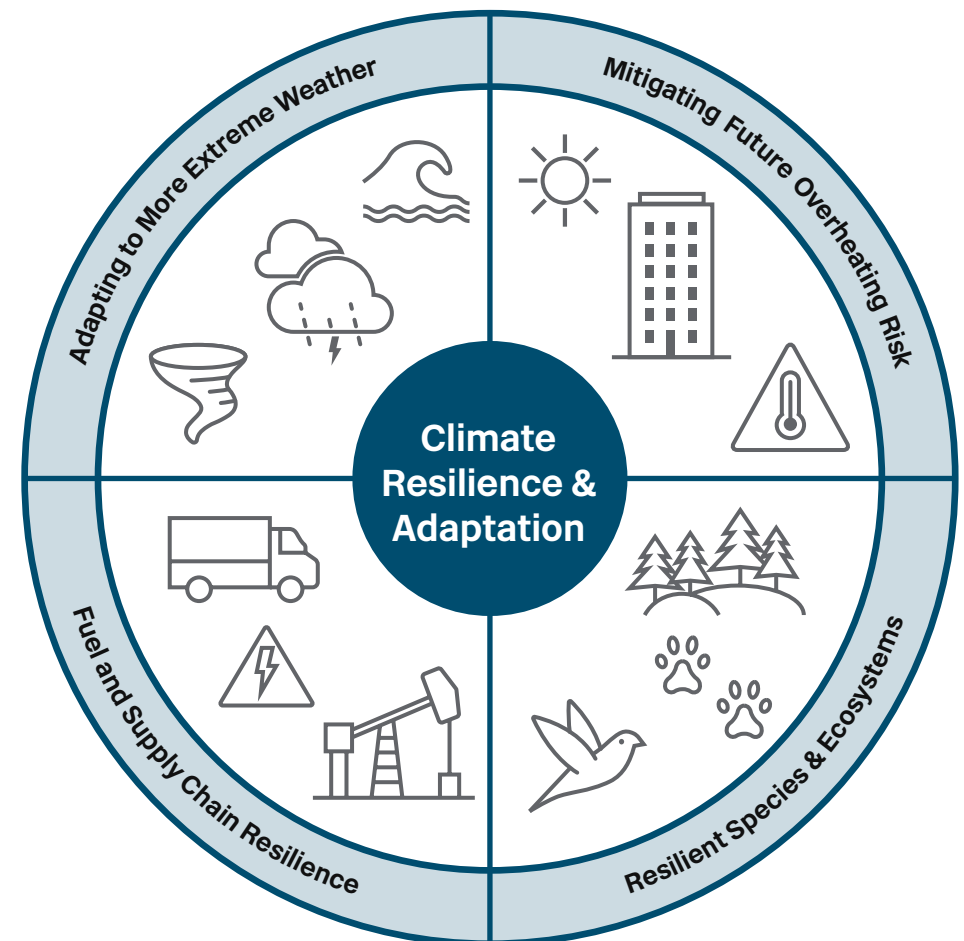 Adapting to More Extreme Weather
Mitigating Future Overheating Risk
Climate
Resilience &
Adaptation
Fuel and Supply Chain Resilience
Resilient Species & Ecosystems